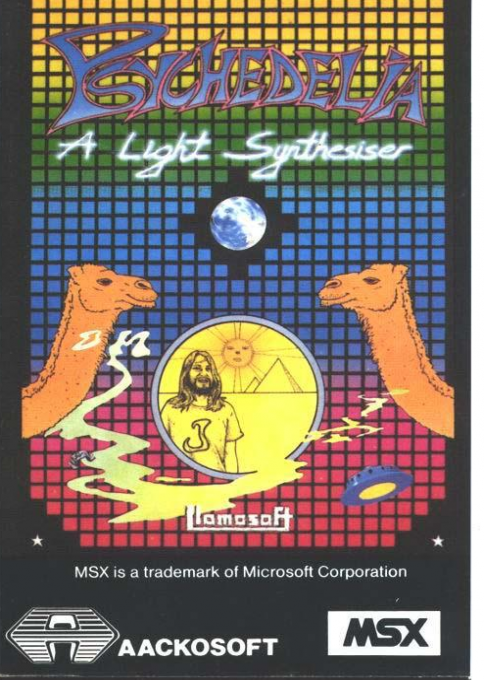 PSYCHEDELIA
A Light Synthesiser
J
llamasoft
MSX is a trademark of Microsoft Corporation
AACKOSOFT
MSX